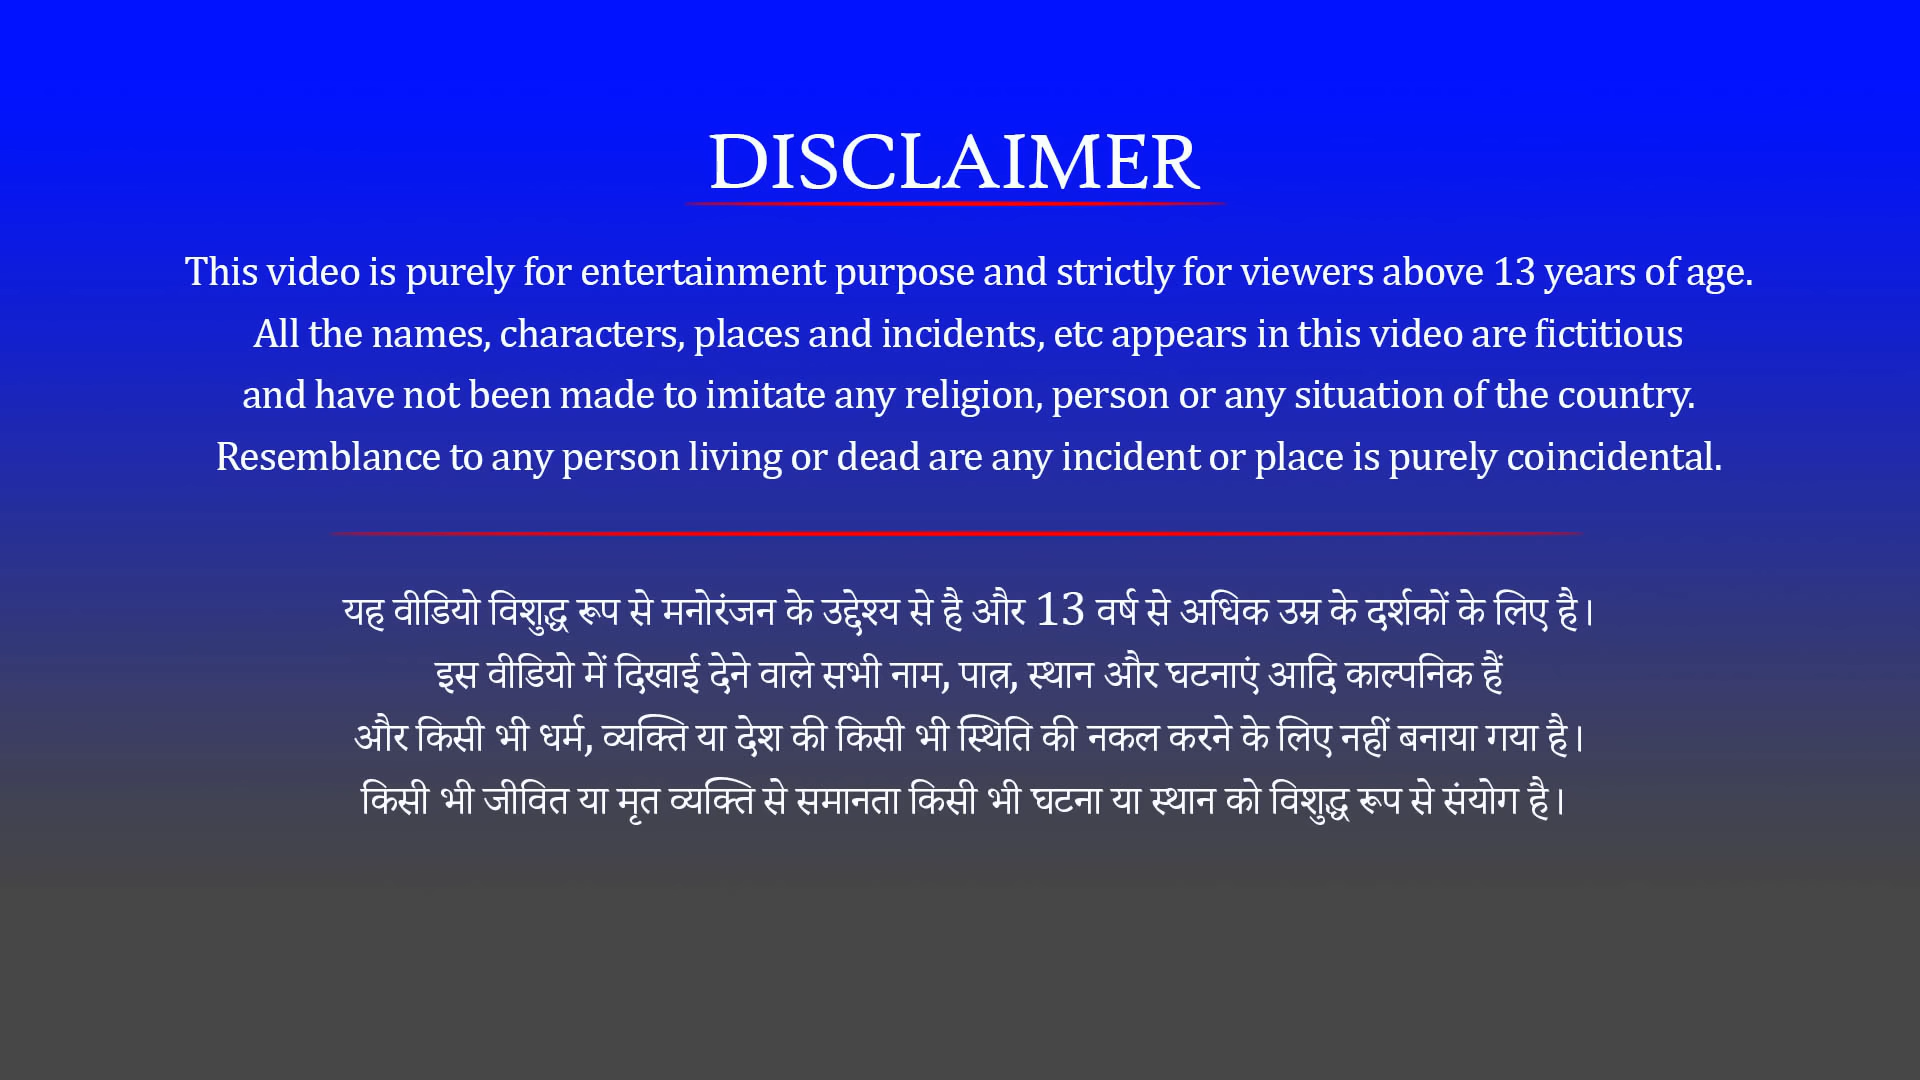 DISCLAIMER
This video is purely for entertainment purpose and strictly for viewers above 13 years of age.
All the names, characters, places and incidents, etc appears in this video are fictitious
and have not been made to imitate any religion, person or any situation of the country.
Resemblance to any person living or dead are any incident or place is purely coincidental.
यह वीडियो विशुद्ध रूप से मनोरंजन के उद्देश्य से है और 13 वर्ष से अधिक उम्र के दर्शकों के लिए है।
इस वीडियो में दिखाई देने वाले सभी नाम, पात्र, स्थान और घटनाएं आदि काल्पनिक हैं
और किसी भी धर्म, व्यक्ति या देश की किसी भी स्थिति की नकल करने के लिए नहीं बनाया गया है।
किसी भी जीवित या मृत व्यक्ति से समानता किसी भी घटना या स्थान को विशुद्ध रूप से संयोग है।